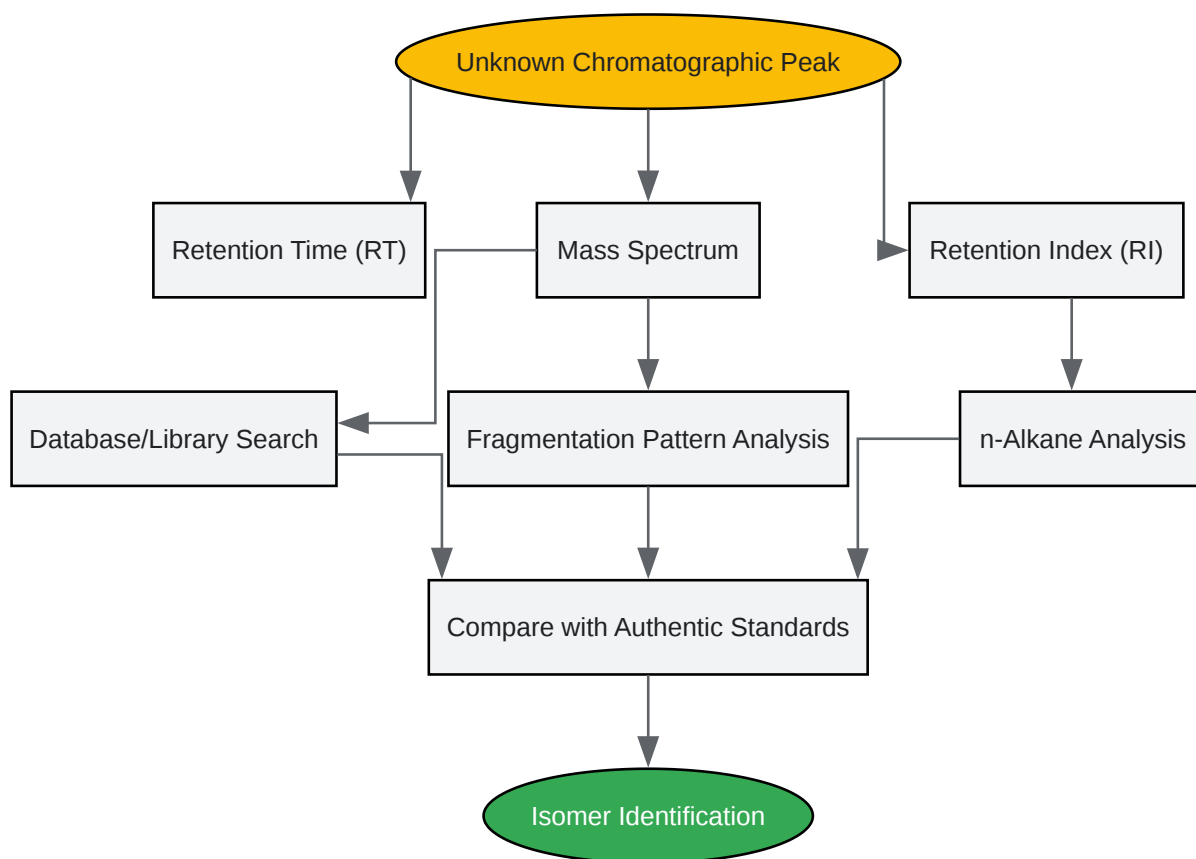 Unknown Chromatographic Peak
Retention Time (RT)
Mass Spectrum
Retention Index (RI)
Database/Library Search
Fragmentation Pattern Analysis
n-Alkane Analysis
Compare with Authentic Standards
Isomer Identification